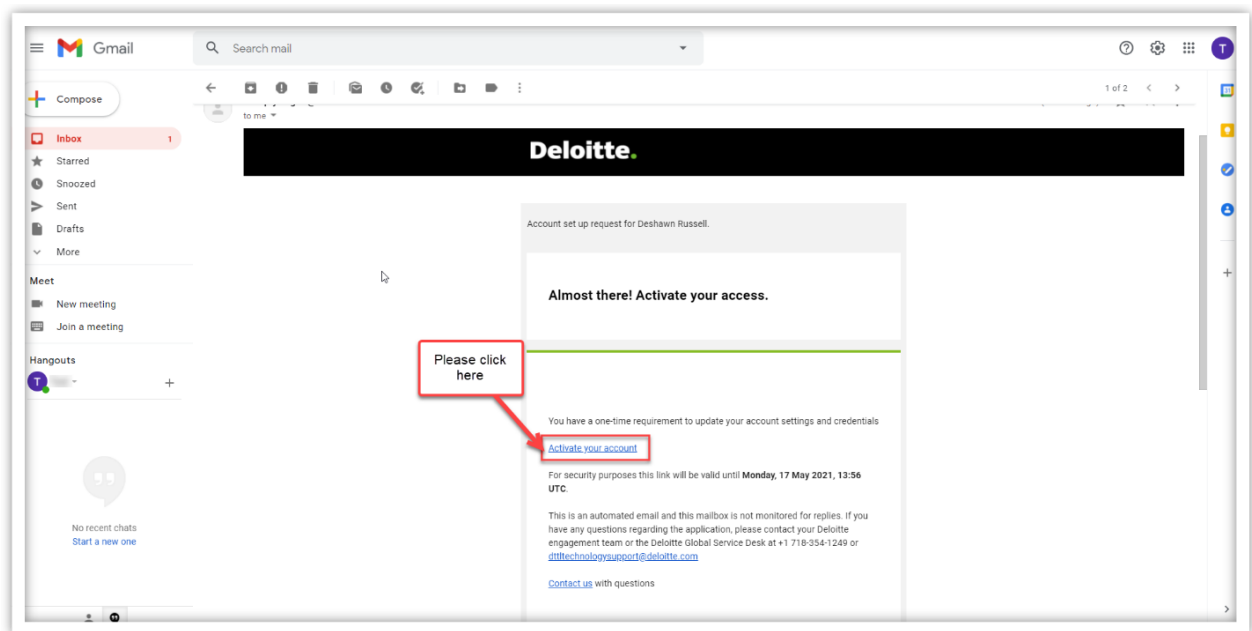 Gmail
Search mail
T
Compose
1 of 2
to me
Inbox 1
Starred
Snoozed
Sent
Drafts
More
Meet
New meeting
Join a meeting
Hangouts
T
No recent chats
Start a new one
Deloitte.
Account set up request for Deshawn Russell.
Almost there! Activate your access.
Please click
here
You have a one-time requirement to update your account settings and credentials
Activate your account
For security purposes this link will be valid until Monday, 17 May 2021, 13:56
UTC.
This is an automated email and this mailbox is not monitored for replies. If you
have any questions regarding the application, please contact your Deloitte
engagement team or the Deloitte Global Service Desk at +1 718-354-1249 or
dttltechnologysupport@deloitte.com
Contact us with questions